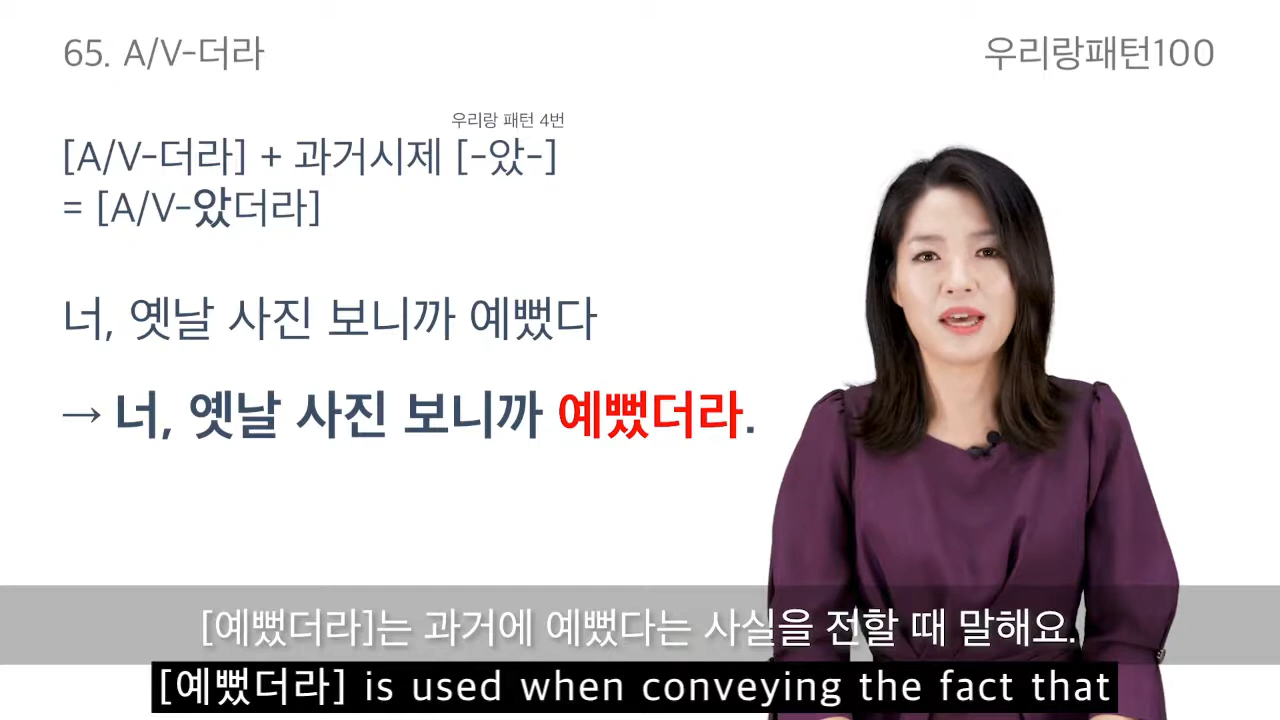 65. A/V-더라
우리랑패턴100
우리랑 패턴 4번
[A/V-더라] + 과거시제 [-았-]
= [A/V-았더라]
너, 옛날 사진 보니까 예뻤다
→ 너, 옛날 사진 보니까 예뻤더라.
[예뻤더라]는 과거에 예뻤다는 사실을 전할 때 말해요.
[예뻤더라] is used when conveying the fact that